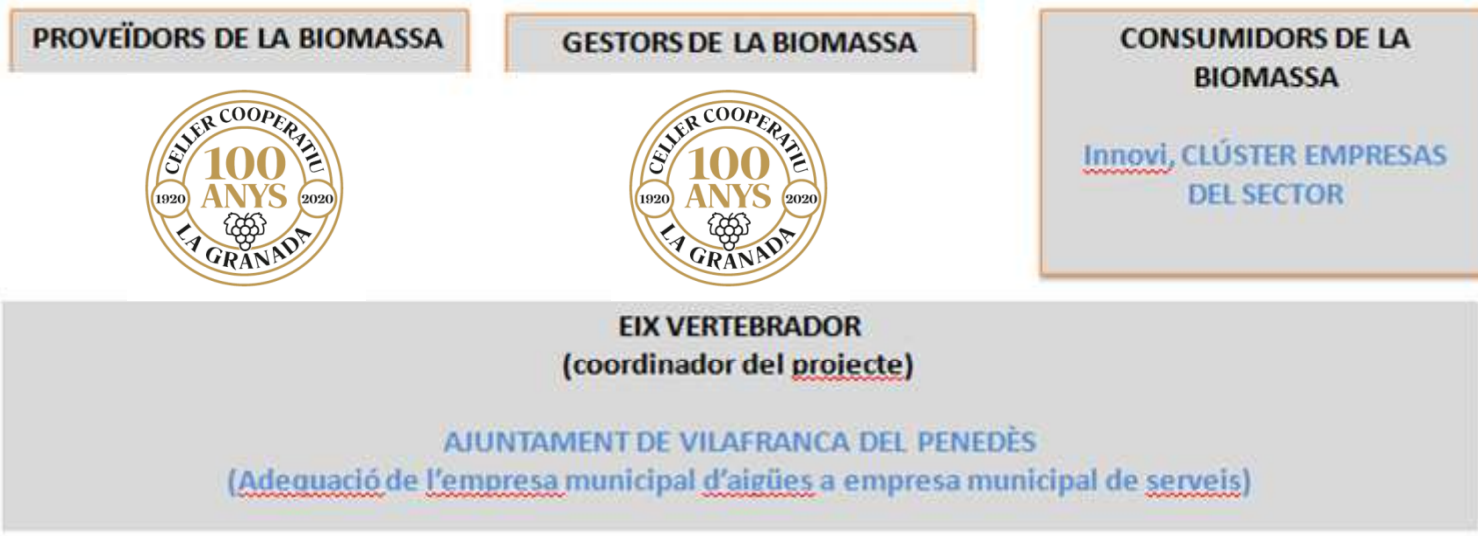 PROVEÏDORS DE LA BIOMASSA
CELLER COOPERATIU
100
ANYS
1920
2020
LA GRANADA
GESTORS DE LA BIOMASSA
CELLER COOPERATIU
100
ANYS
1920
2020
LA GRANADA
CONSUMIDORS DE LA
BIOMASSA
Innovi, CLÚSTER EMPRESAS
DEL SECTOR
EIX VERTEBRADOR
(coordinador del projecte)
AJUNTAMENT DE VILAFRANCA DEL PENEDÈS
(Adequació de l'empresa municipal d'aigües a empresa municipal de serveis)